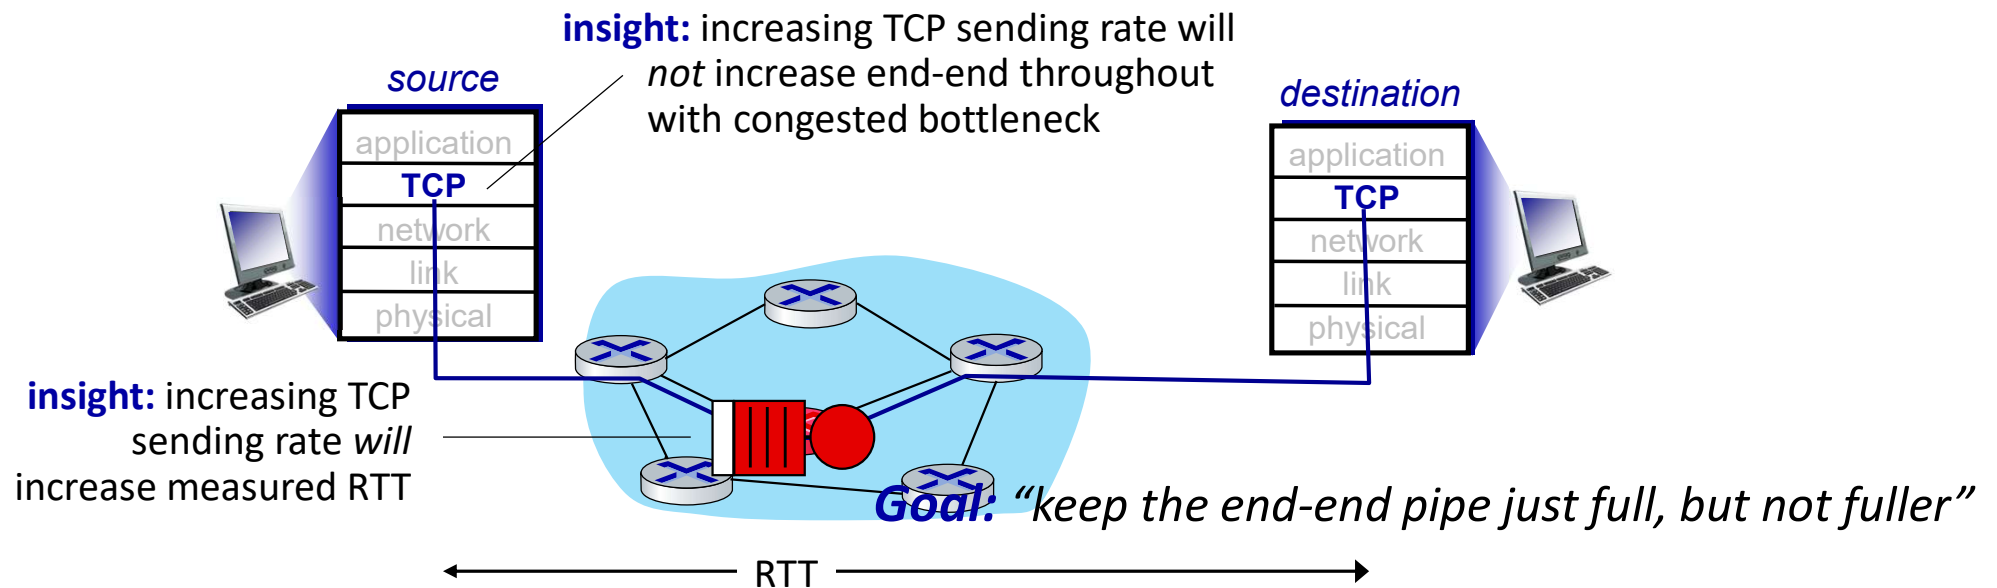 insight: increasing TCP sending rate will
not increase end-end throughout
with congested bottleneck
source
application
TCP
network
link
physical
destination
application
TCP
network
link
physical
insight: increasing TCP
sending rate will
increase measured RTT
Goal: “keep the end-end pipe just full, but not fuller”
RTT